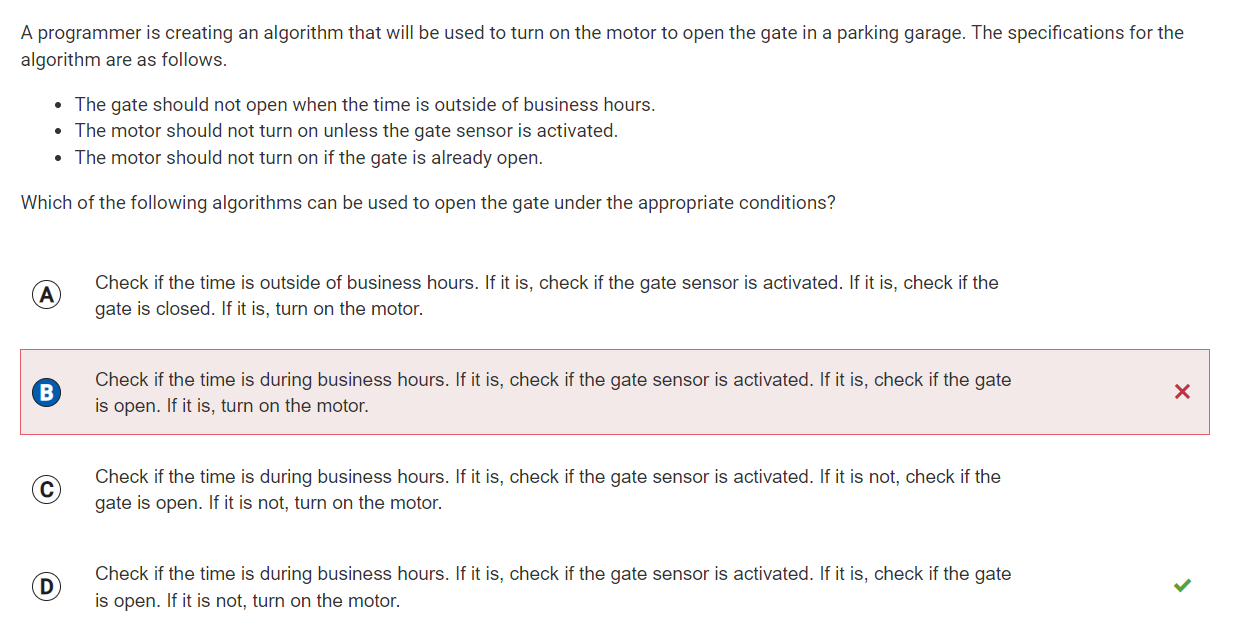 A programmer is creating an algorithm that will be used to turn on the motor to open the gate in a parking garage. The specifications for the
algorithm are as follows.
• The gate should not open when the time is outside of business hours.
• The motor should not turn on unless the gate sensor is activated.
• The motor should not turn on if the gate is already open.
Which of the following algorithms can be used to open the gate under the appropriate conditions?
A Check if the time is outside of business hours. If it is, check if the gate sensor is activated. If it is, check if the
gate is closed. If it is, turn on the motor.
B Check if the time is during business hours. If it is, check if the gate sensor is activated. If it is, check if the gate
is open. If it is, turn on the motor.
C Check if the time is during business hours. If it is, check if the gate sensor is activated. If it is not, check if the
gate is open. If it is not, turn on the motor.
D Check if the time is during business hours. If it is, check if the gate sensor is activated. If it is, check if the gate
is open. If it is not, turn on the motor.